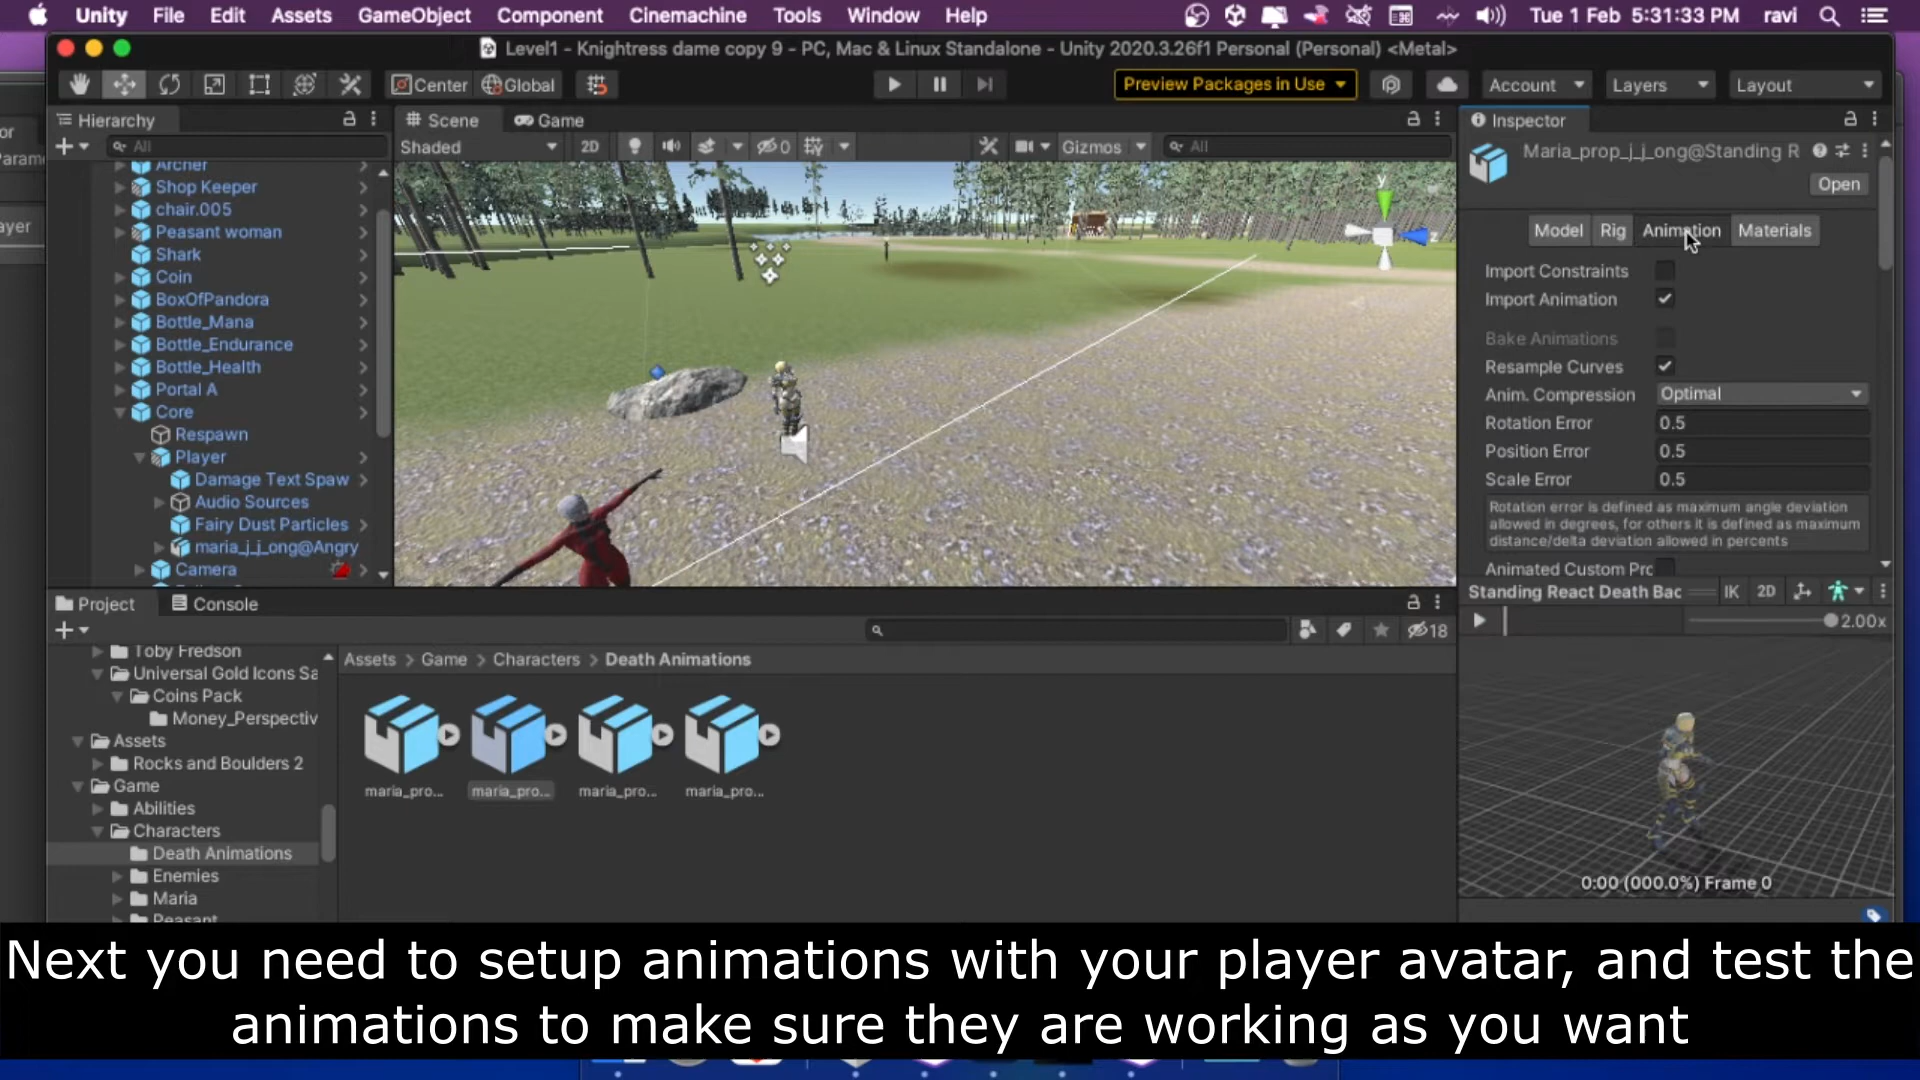 Unity File Edit Assets GameObject Component Cinemachine Tools Window Help
Tue 1 Feb 5:31:33 PM ravi
Level1 - Knightress dame copy 9 - PC, Mac & Linux Standalone - Unity 2020.3.26f1 Personal (Personal) <Metal>
Center Global Preview Packages in Use Account Layers Layout
Hierarchy
All
Archer
Shop Keeper
chair.005
Peasant woman
Shark
Coin
BoxOfPandora
Bottle_Mana
Bottle_Endurance
Bottle_Health
Portal A
Core
Respawn
Player
Damage Text Spaw
Audio Sources
Fairy Dust Particles
maria_j_j_ong@Angry
Camera
Scene Game
Shaded 2D 0 Gizmos All
y
z
Inspector
Maria_prop_j_j_ong@Standing R
Open
Model Rig Animation Materials
Import Constraints
Import Animation
Bake Animations
Resample Curves
Anim. Compression Optimal
Rotation Error 0.5
Position Error 0.5
Scale Error 0.5
Rotation error is defined as maximum angle deviation
allowed in degrees, for others it is defined as maximum
distance/delta deviation allowed in percents
Animated Custom Prc
Standing React Death Bac IK 2D
2.00x
0:00 (000.0%) Frame 0
Project Console
18
Toby Fredson
Universal Gold Icons Sa
Coins Pack
Money_Perspectiv
Assets
Rocks and Boulders 2
Game
Abilities
Characters
Death Animations
Enemies
Maria
Peasant
Assets > Game > Characters > Death Animations
maria_pro... maria_pro... maria_pro... maria_pro...
Next you need to setup animations with your player avatar, and test the
animations to make sure they are working as you want